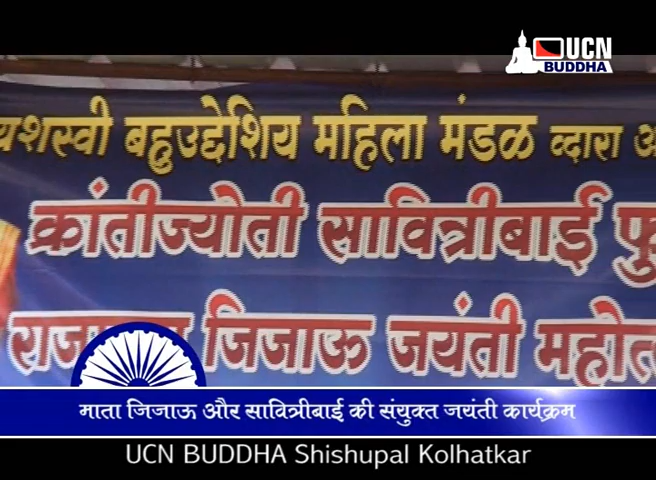 UCN
BUDDHA
यशस्वी बहुउद्देशिय महिला मंडळ व्दारा
क्रांतीज्योती सावित्रीबाई
जिजाऊ जयंती
माता जिजाऊ और सावित्रीबाई की संयुक्त जयंती कार्यक्रम
UCN BUDDHA Shishupal Kolhatkar